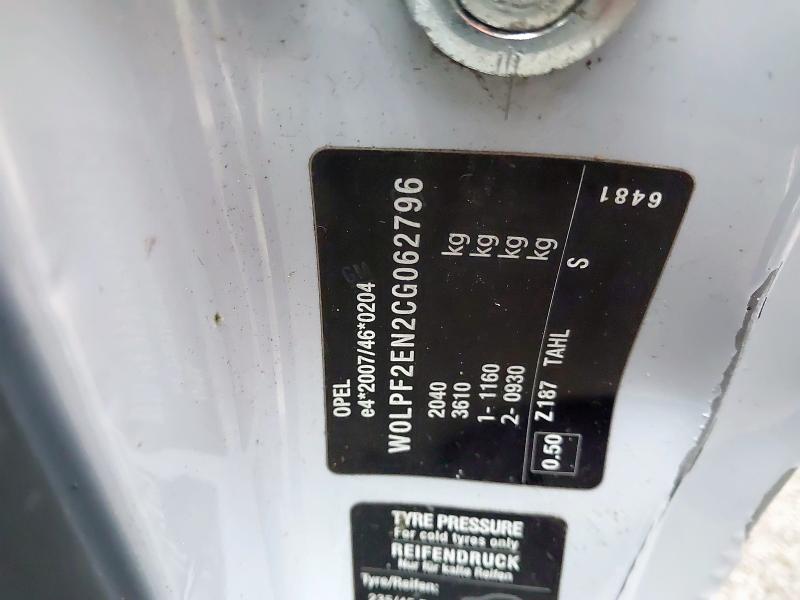 OPEL
e4*2007/46*0204
W0LPF2EN2CG062796
2040 kg
3610 kg
1- 1160 kg
2- 0930 kg
0.50 Z187 TAHL S
6481
GM
TYRE PRESSURE
For cold tyres only
REIFENDRUCK
Nur für kalte Reifen
Tyre/Reifen: